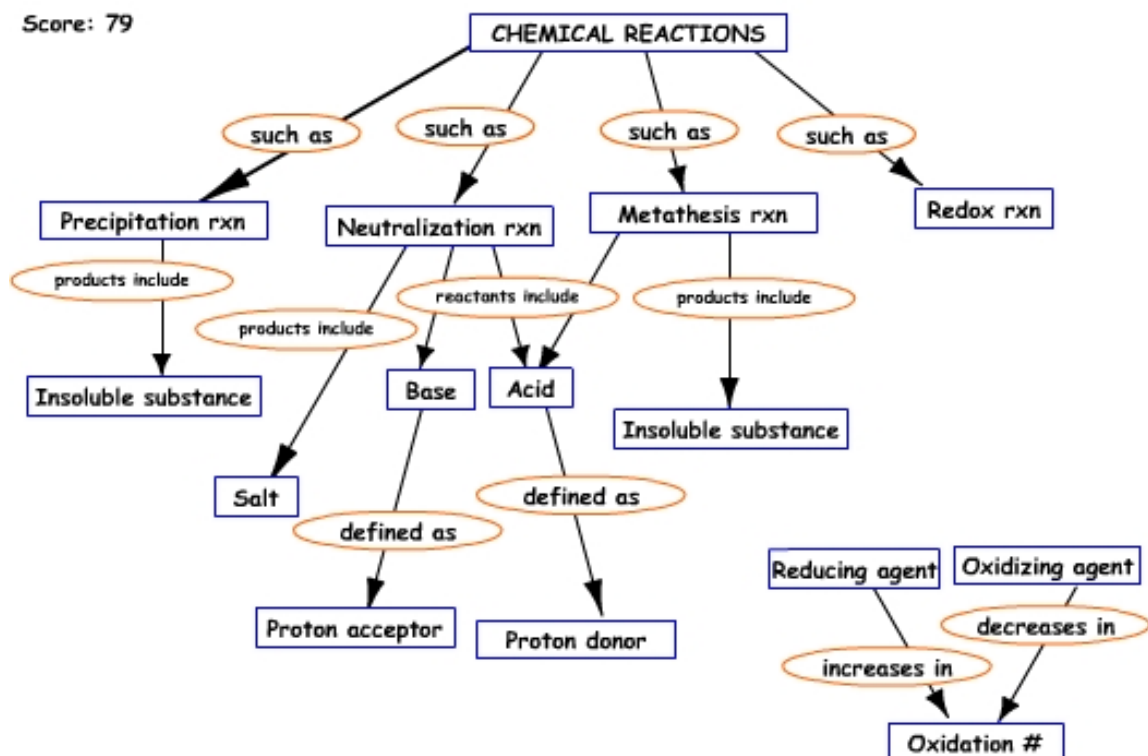 Score: 79
CHEMICAL REACTIONS
such as
such as
such as
such as
Precipitation rxn
Neutralization rxn
Metathesis rxn
Redox rxn
products include
reactants include
products include
products include
Insoluble substance
Base
Acid
Insoluble substance
Salt
defined as
defined as
Reducing agent
Oxidizing agent
Proton acceptor
Proton donor
decreases in
increases in
Oxidation #